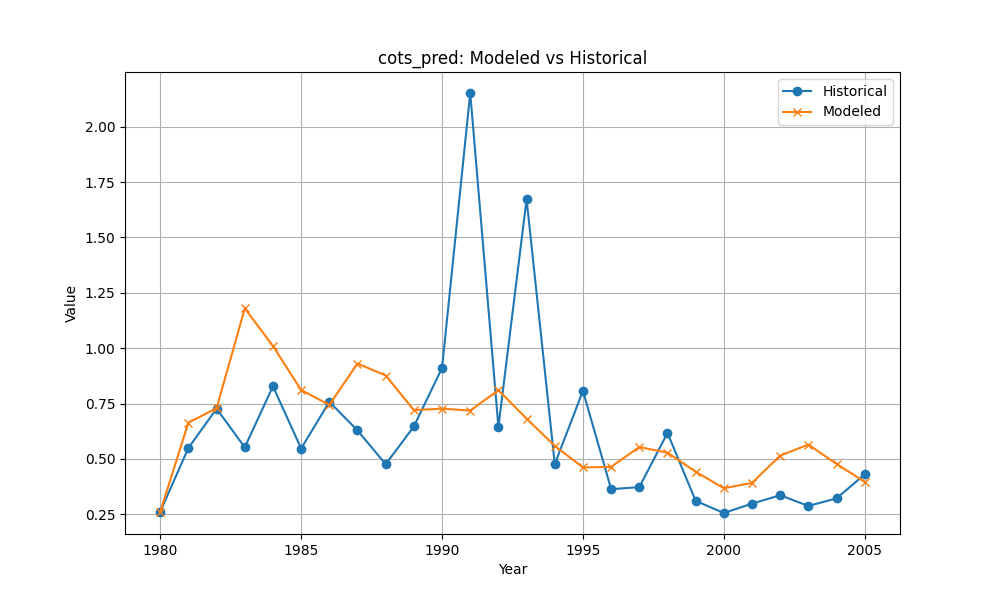 cots_pred: Modeled vs Historical
Historical
Modeled
Value
2.00
1.75
1.50
1.25
1.00
0.75
0.50
0.25
1980 1985 1990 1995 2000 2005
Year